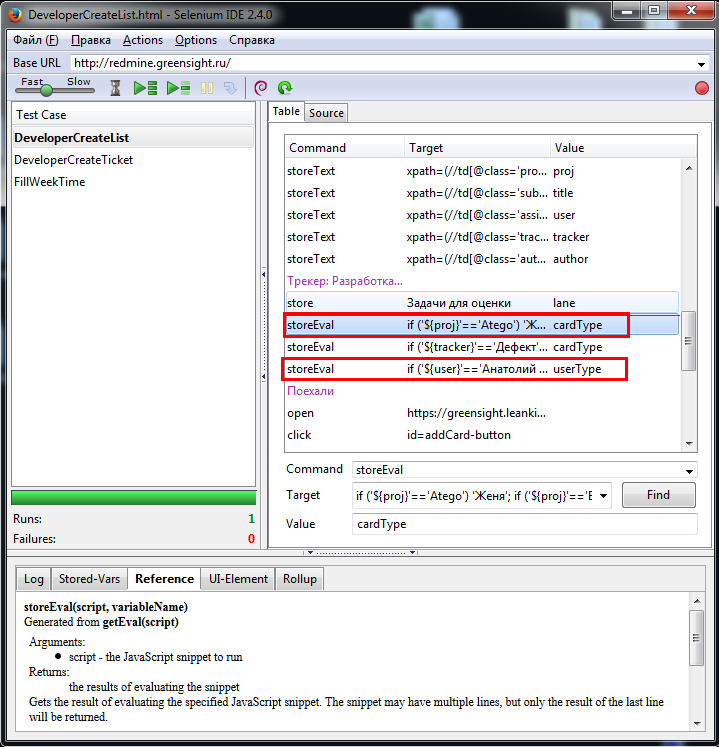 DeveloperCreateList.html - Selenium IDE 2.4.0
Файл (F) Правка Actions Options Справка
Base URL http://redmine.greensight.ru/
Fast Slow
Test Case
DeveloperCreateList
DeveloperCreateTicket
FillWeekTime
Runs: 1
Failures: 0
Table Source
Command Target Value
storeText xpath=(//td[@class='pro... proj
storeText xpath=(//td[@class='sub... title
storeText xpath=(//td[@class='assi... user
storeText xpath=(//td[@class='trac... tracker
storeText xpath=(//td[@class='aut... author
Трекер: Разработка...
store Задачи для оценки lane
storeEval if ('${proj}'=='Atego') 'Ж... cardType
storeEval if ('${tracker}'=='Дефект'... cardType
storeEval if ('${user}'=='Анатолий ... userType
Поехали
open https://greensight.leanki...
click id=addCard-button
Command storeEval
Target if ('${proj}'=='Atego') 'Женя'; if ('${proj}'=='E Find
Value cardType
Log Stored-Vars Reference UI-Element Rollup
storeEval(script, variableName)
Generated from getEval(script)
Arguments:
• script - the JavaScript snippet to run
Returns:
the results of evaluating the snippet
Gets the result of evaluating the specified JavaScript snippet. The snippet may have multiple lines, but only the result of the last line
will be returned.